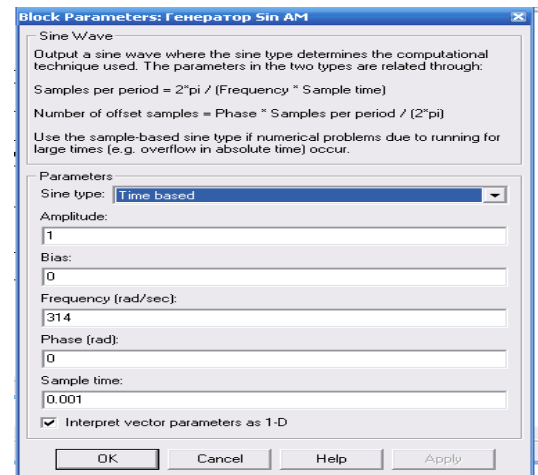 Block Parameters: Генератор Sin AM
Sine Wave
Output a sine wave where the sine type determines the computational
technique used. The parameters in the two types are related through:
Samples per period = 2*pi / (Frequency * Sample time)
Number of offset samples = Phase * Samples per period / (2*pi)
Use the sample-based sine type if numerical problems due to running for
large times (e.g. overflow in absolute time) occur.
Parameters
Sine type: Time based
Amplitude:
1
Bias:
0
Frequency (rad/sec):
314
Phase (rad):
0
Sample time:
0.001
Interpret vector parameters as 1-D
OK Cancel Help Apply